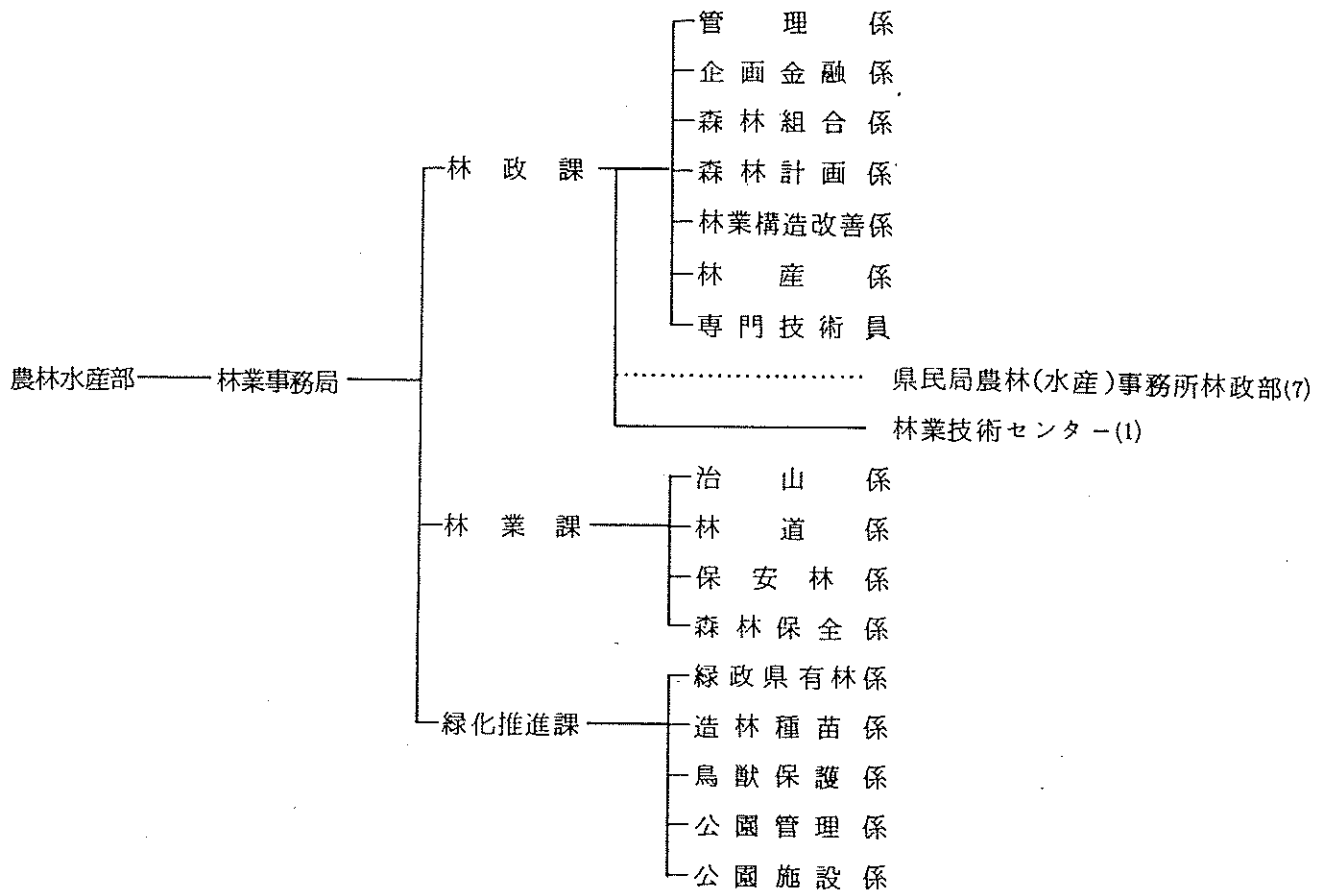 農林水産部
林業事務局
林政課
管理係
企画金融係
森林組合係
森林計画係
林業構造改善係
林産係
専門技術員
県民局農林(水産)事務所林政部(7)
林業技術センター(1)
林業課
治山係
林道係
保安林係
森林保全係
緑化推進課
緑政県有林係
造林種苗係
鳥獣保護係
公園管理係
公園施設係